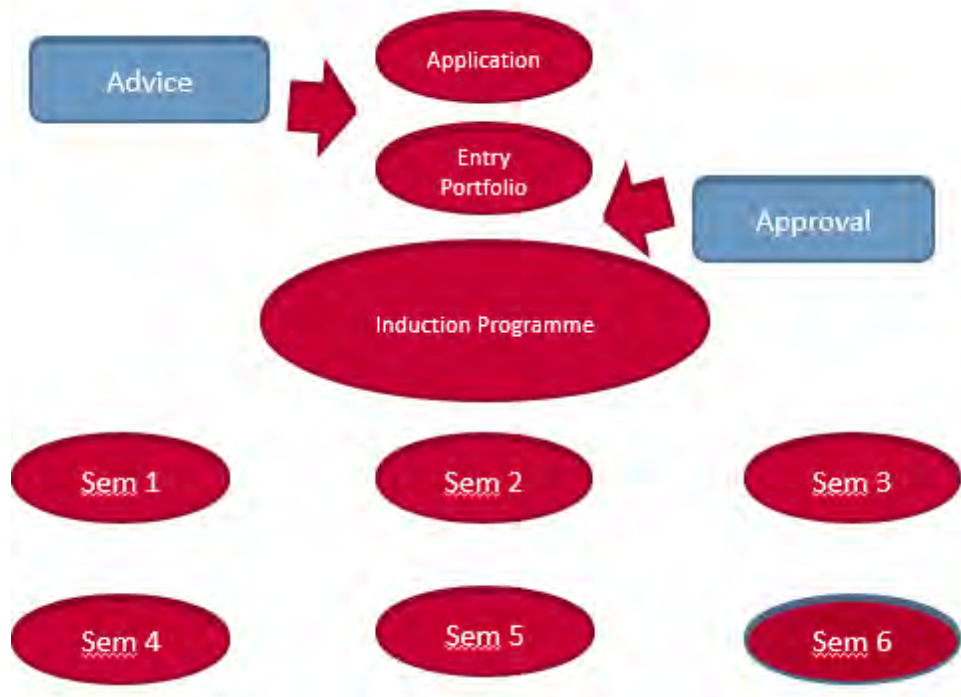 Application
Advice
Entry
Portfolio
Approval
Induction Programme
Sem 1
Sem 2
Sem 3
Sem 4
Sem 5
Sem 6